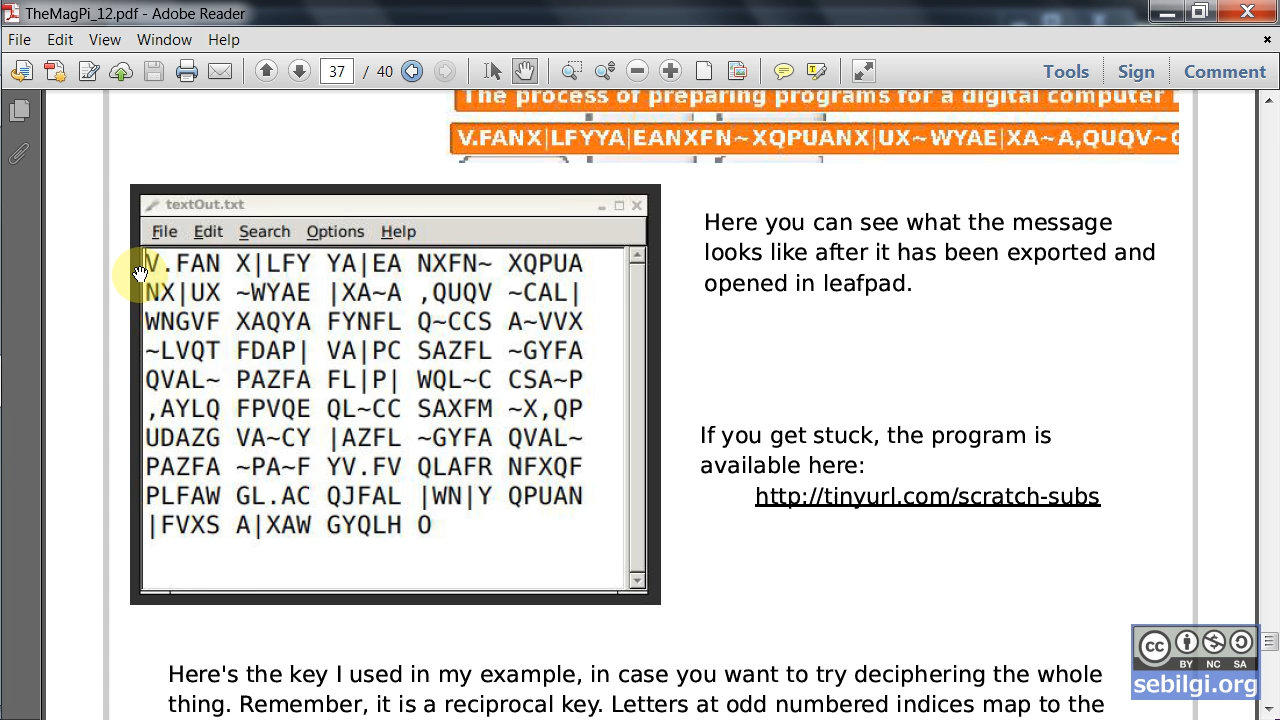 TheMagPi_12.pdf - Adobe Reader
File Edit View Window Help
37 / 40
Tools Sign Comment
The process of preparing programs for a digital computer
V.FANX|LFYYA|EANXFN~XQPUANX|UX~WYAE|XA~A,QUQV~
textOut.txt
File Edit Search Options Help
V.FAN X|LFY YA|EA NXFN~ XQPUA
NX|UX ~WYAE |XA~A ,QUQV ~CAL|
WNGVF XAQYA FYNFL Q~CCS A~VVX
~LVQT FDAP| VA|PC SAZFL ~GYFA
QVAL~ PAZFA FL|P| WQL~C CSA~P
,AYLQ FPVQE QL~CC SAXFM ~X,QP
UDAZG VA~CY |AZFL ~GYFA QVAL~
PAZFA ~PA~F YV.FV QLAFR NFXQF
PLFAW GL.AC QJFAL |WN|Y QPUAN
|FVXS A|XAW GYQLH O
Here you can see what the message
looks like after it has been exported and
opened in leafpad.
If you get stuck, the program is
available here:
http://tinyurl.com/scratch-subs
Here's the key I used in my example, in case you want to try deciphering the whole
thing. Remember, it is a reciprocal key. Letters at odd numbered indices map to the
cc
BY NC SA
sebilgi.org